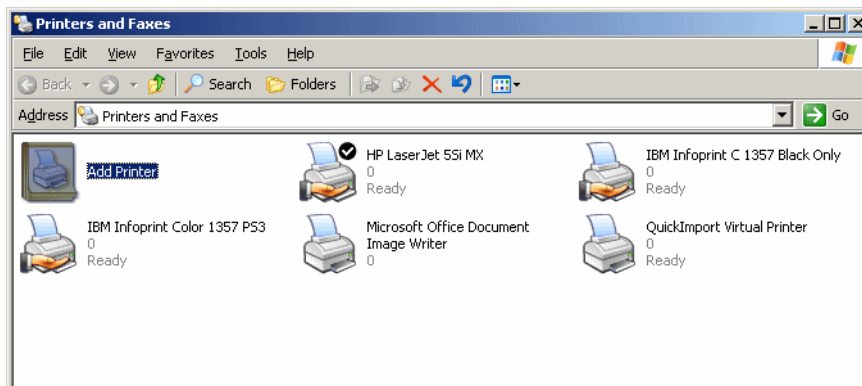 Printers and Faxes
File Edit View Favorites Tools Help
Back Search Folders
Address Printers and Faxes Go
Add Printer
HP LaserJet 5Si MX
0
Ready
IBM Infoprint C 1357 Black Only
0
Ready
IBM Infoprint Color 1357 PS3
0
Ready
Microsoft Office Document
Image Writer
0
QuickImport Virtual Printer
0
Ready